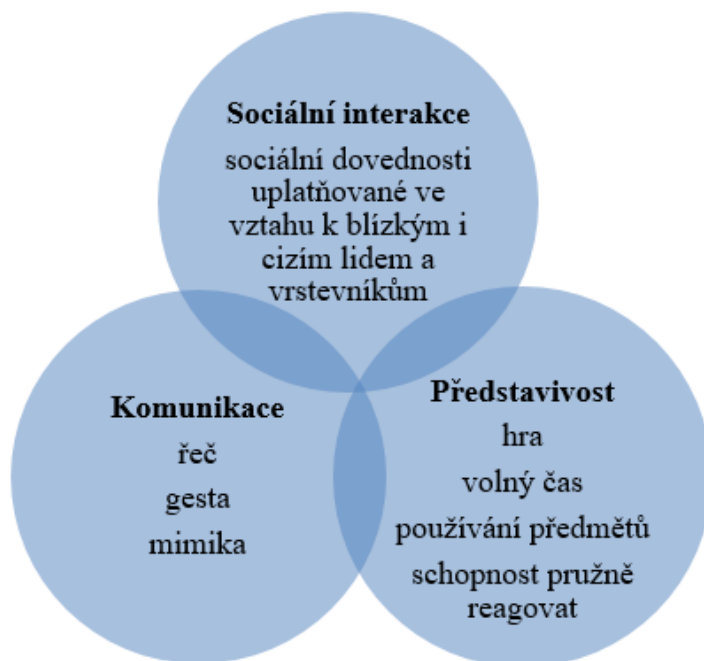 Sociální interakce
sociální dovednosti
uplatňované ve
vztahu k blízkým i
cizím lidem a
vrstevníkům
Komunikace
řeč
gesta
mimika
Představivost
hra
volný čas
používání předmětů
schopnost pružně
reagovat